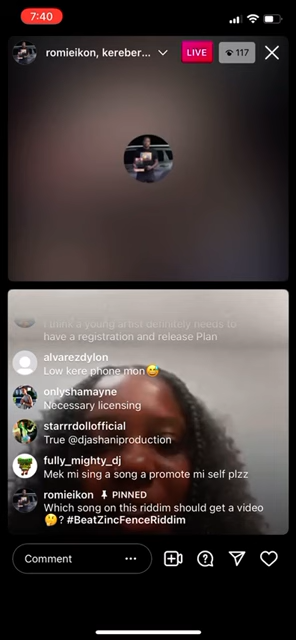 7:40
romieikon, kereber...
LIVE
117
I think a young artist definitely needs to
have a registration and release Plan
alvarezdylon
Low kere phone mon😅
onlyshamayne
Necessary licensing
starrrdollofficial
True @djashaniproduction
fully_mighty_dj
Mek mi sing a song a promote mi self plzz
romieikon PINNED
Which song on this riddim should get a video
🤔? #BeatZincFenceRiddim
Comment